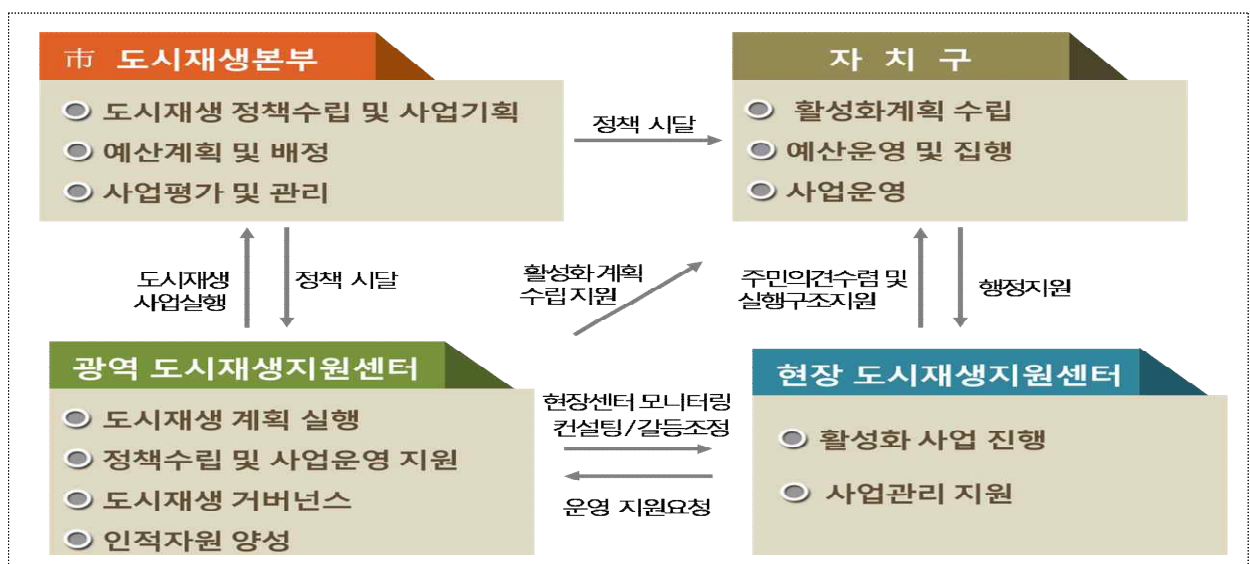 市 도시재생본부
도시재생 정책수립 및 사업기획
예산계획 및 배정
사업평가 및 관리
정책 시달
자 치 구
활성화계획 수립
예산운영 및 집행
사업운영
도시재생
사업실행
정책 시달
활성화 계획
수립 지원
주민의견수렴 및
실행구조지원
행정지원
광역 도시재생지원센터
도시재생 계획 실행
정책수립 및 사업운영 지원
도시재생 거버넌스
인적자원 양성
현장센터 모니터링
컨설팅/갈등조정
운영 지원요청
현장 도시재생지원센터
활성화 사업 진행
사업관리 지원